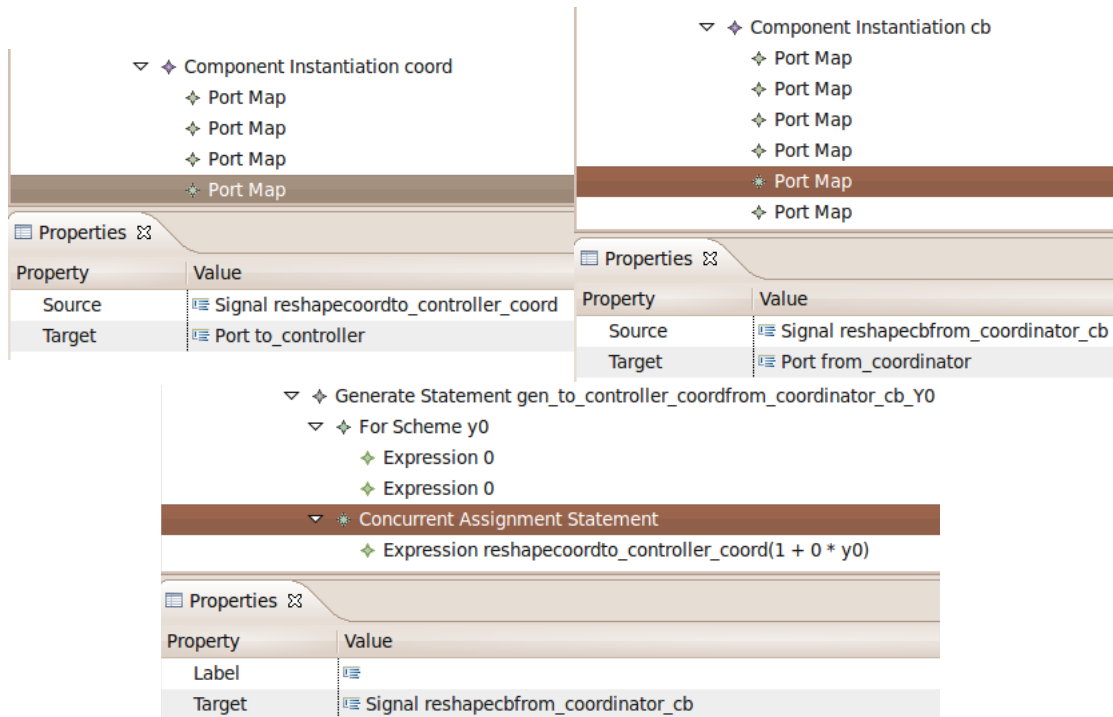 Component Instantiation coord
Port Map
Port Map
Port Map
Port Map
Properties
Property Value
Source Signal reshapecoordto_controller_coord
Target Port to_controller
Component Instantiation cb
Port Map
Port Map
Port Map
Port Map
Port Map
Port Map
Properties
Property Value
Source Signal reshapecbfrom_coordinator_cb
Target Port from_coordinator
Generate Statement gen_to_controller_coordfrom_coordinator_cb_Y0
For Scheme y0
Expression 0
Expression 0
Concurrent Assignment Statement
Expression reshapecoordto_controller_coord(1 + 0 * y0)
Properties
Property Value
Label
Target Signal reshapecbfrom_coordinator_cb